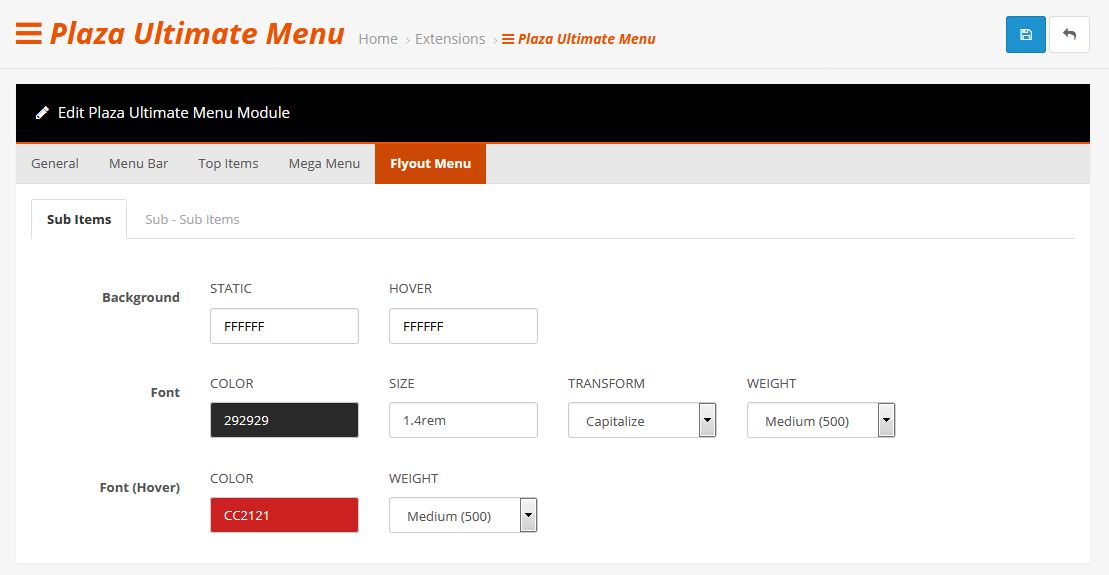 Plaza Ultimate Menu Home › Extensions › Plaza Ultimate Menu
Edit Plaza Ultimate Menu Module
General Menu Bar Top Items Mega Menu Flyout Menu
Sub Items Sub - Sub Items
STATIC HOVER
Background
FFFFFF FFFFFF
COLOR SIZE TRANSFORM WEIGHT
Font
292929 1.4rem Capitalize Medium (500)
COLOR WEIGHT
Font (Hover)
CC2121 Medium (500)